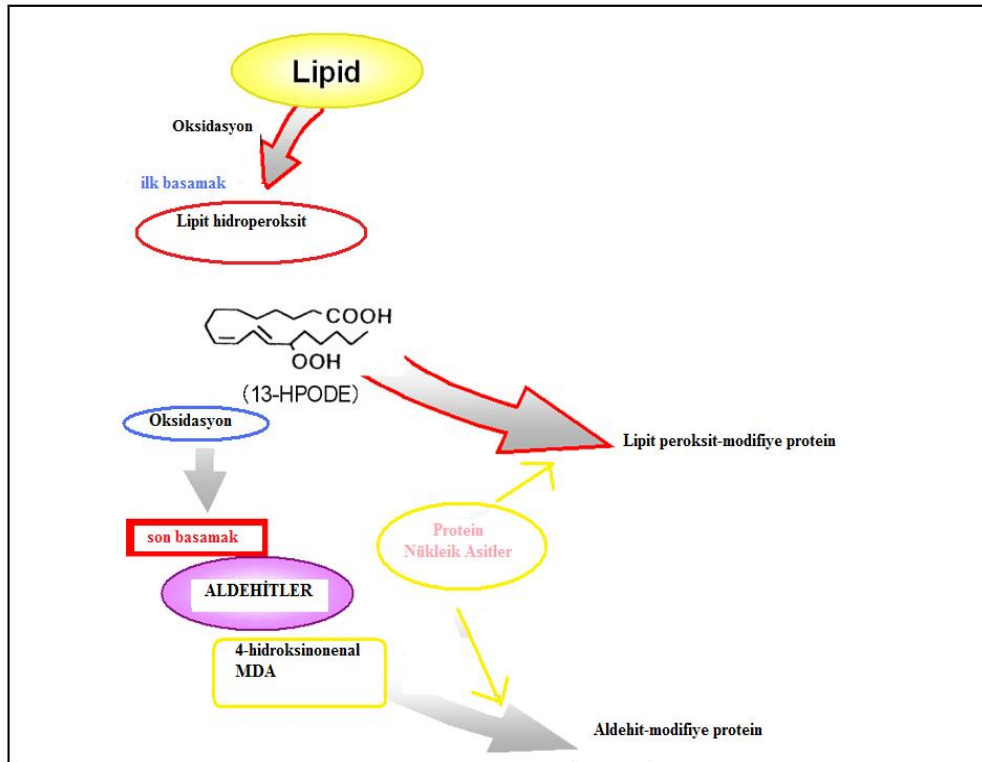 Lipid
Oksidasyon
ilk basamak
Lipit hidroperoksit
COOH
OOH
(13-HPODE)
Oksidasyon
Lipit peroksit-modifiye protein
Protein
Nükleik Asitler
son basamak
ALDEHİTLER
4-hidroksinonenal
MDA
Aldehit-modifiye protein